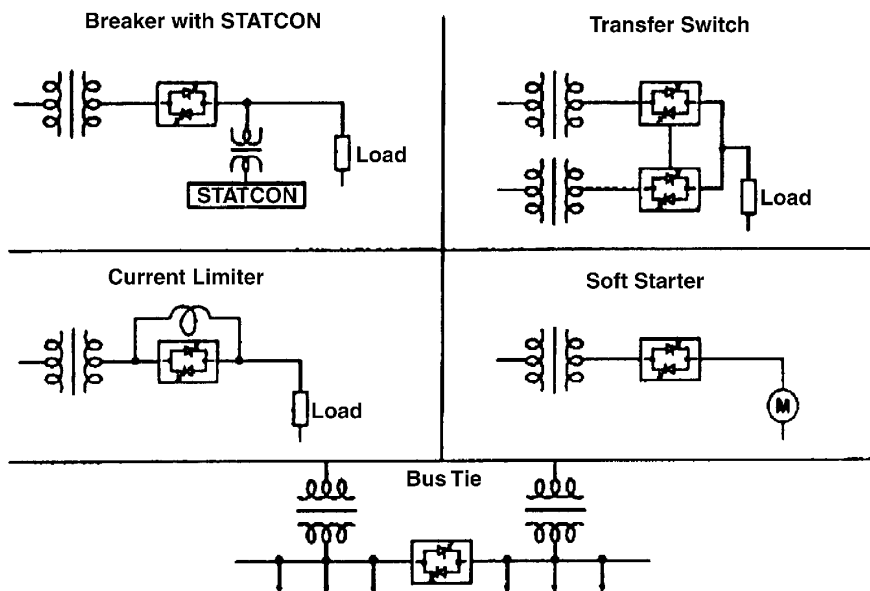 Breaker with STATCON
Load
STATCON
Transfer Switch
Load
Current Limiter
Load
Soft Starter
M
Bus Tie